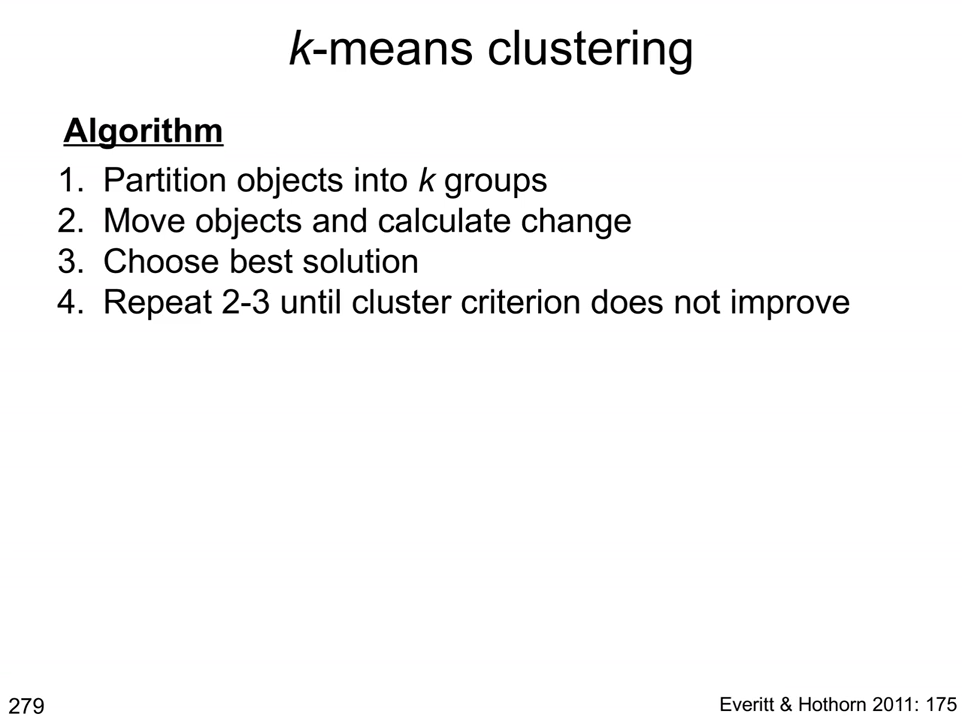 k-means clustering
Algorithm
1. Partition objects into k groups
2. Move objects and calculate change
3. Choose best solution
4. Repeat 2-3 until cluster criterion does not improve
279
Everitt & Hothorn 2011: 175